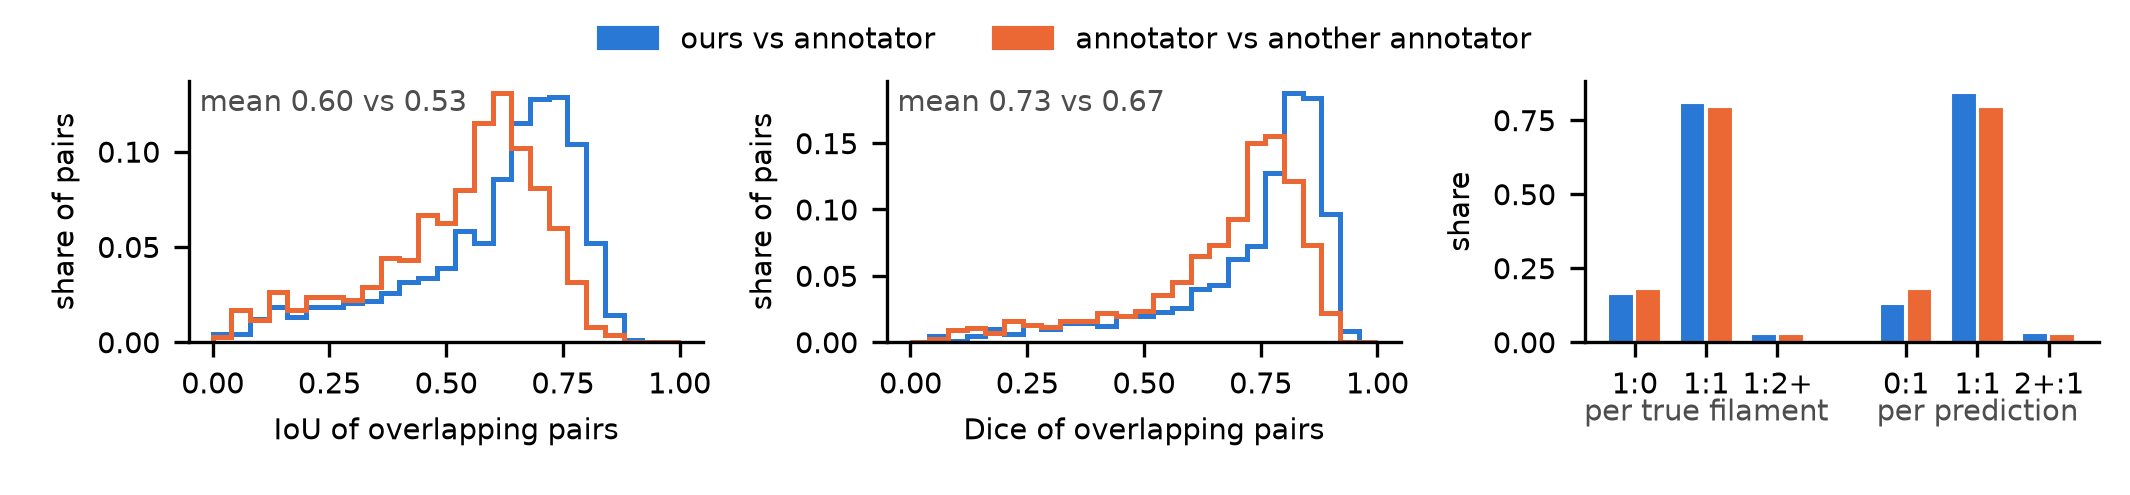 ours vs annotator
annotator vs another annotator
mean 0.60 vs 0.53
share of pairs
0.10
0.05
0.00
0.00 0.25 0.50 0.75 1.00
IoU of overlapping pairs
mean 0.73 vs 0.67
share of pairs
0.15
0.10
0.05
0.00
0.00 0.25 0.50 0.75 1.00
Dice of overlapping pairs
share
0.75
0.50
0.25
0.00
1:0 1:1 1:2+ 0:1 1:1 2+:1
per true filament per prediction